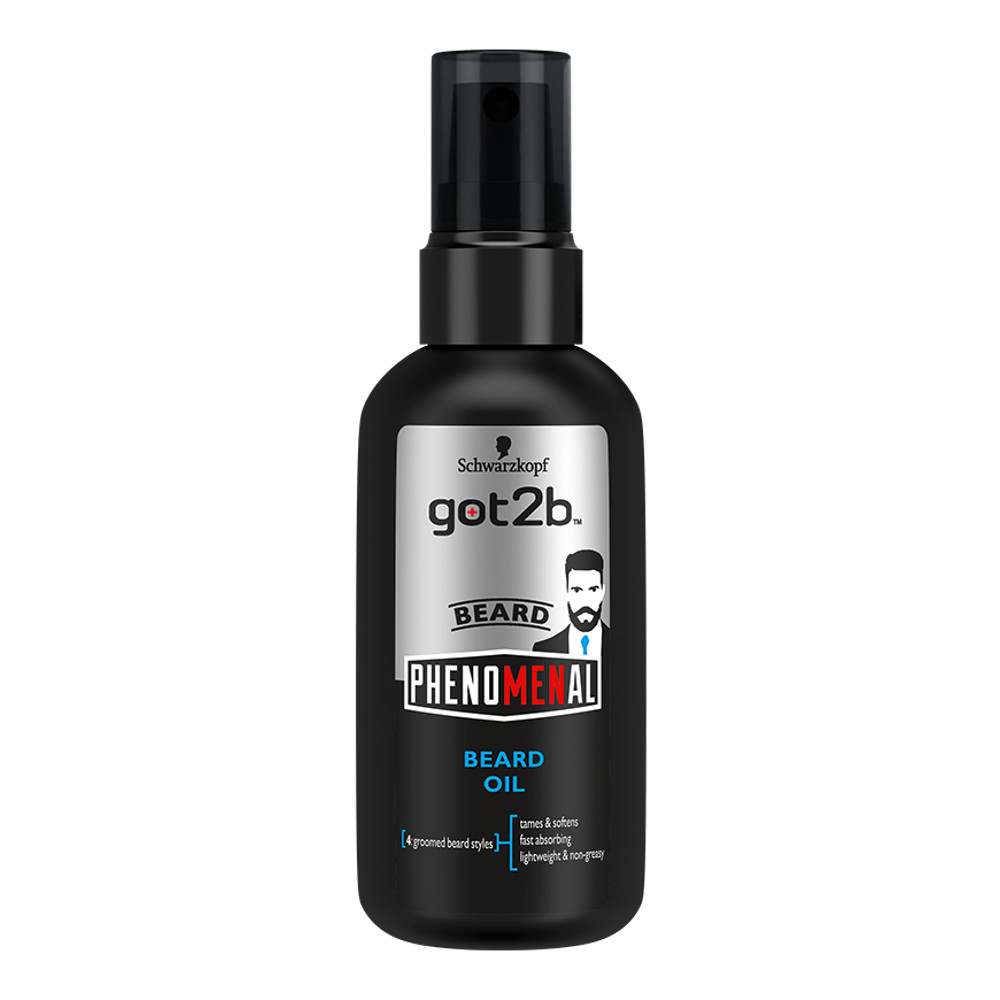 Schwarzkopf
got2b™
BEARD
PHENOMENAL
BEARD
OIL
[4: groomed beard styles]
tames & softens
fast absorbing
lightweight & non-greasy